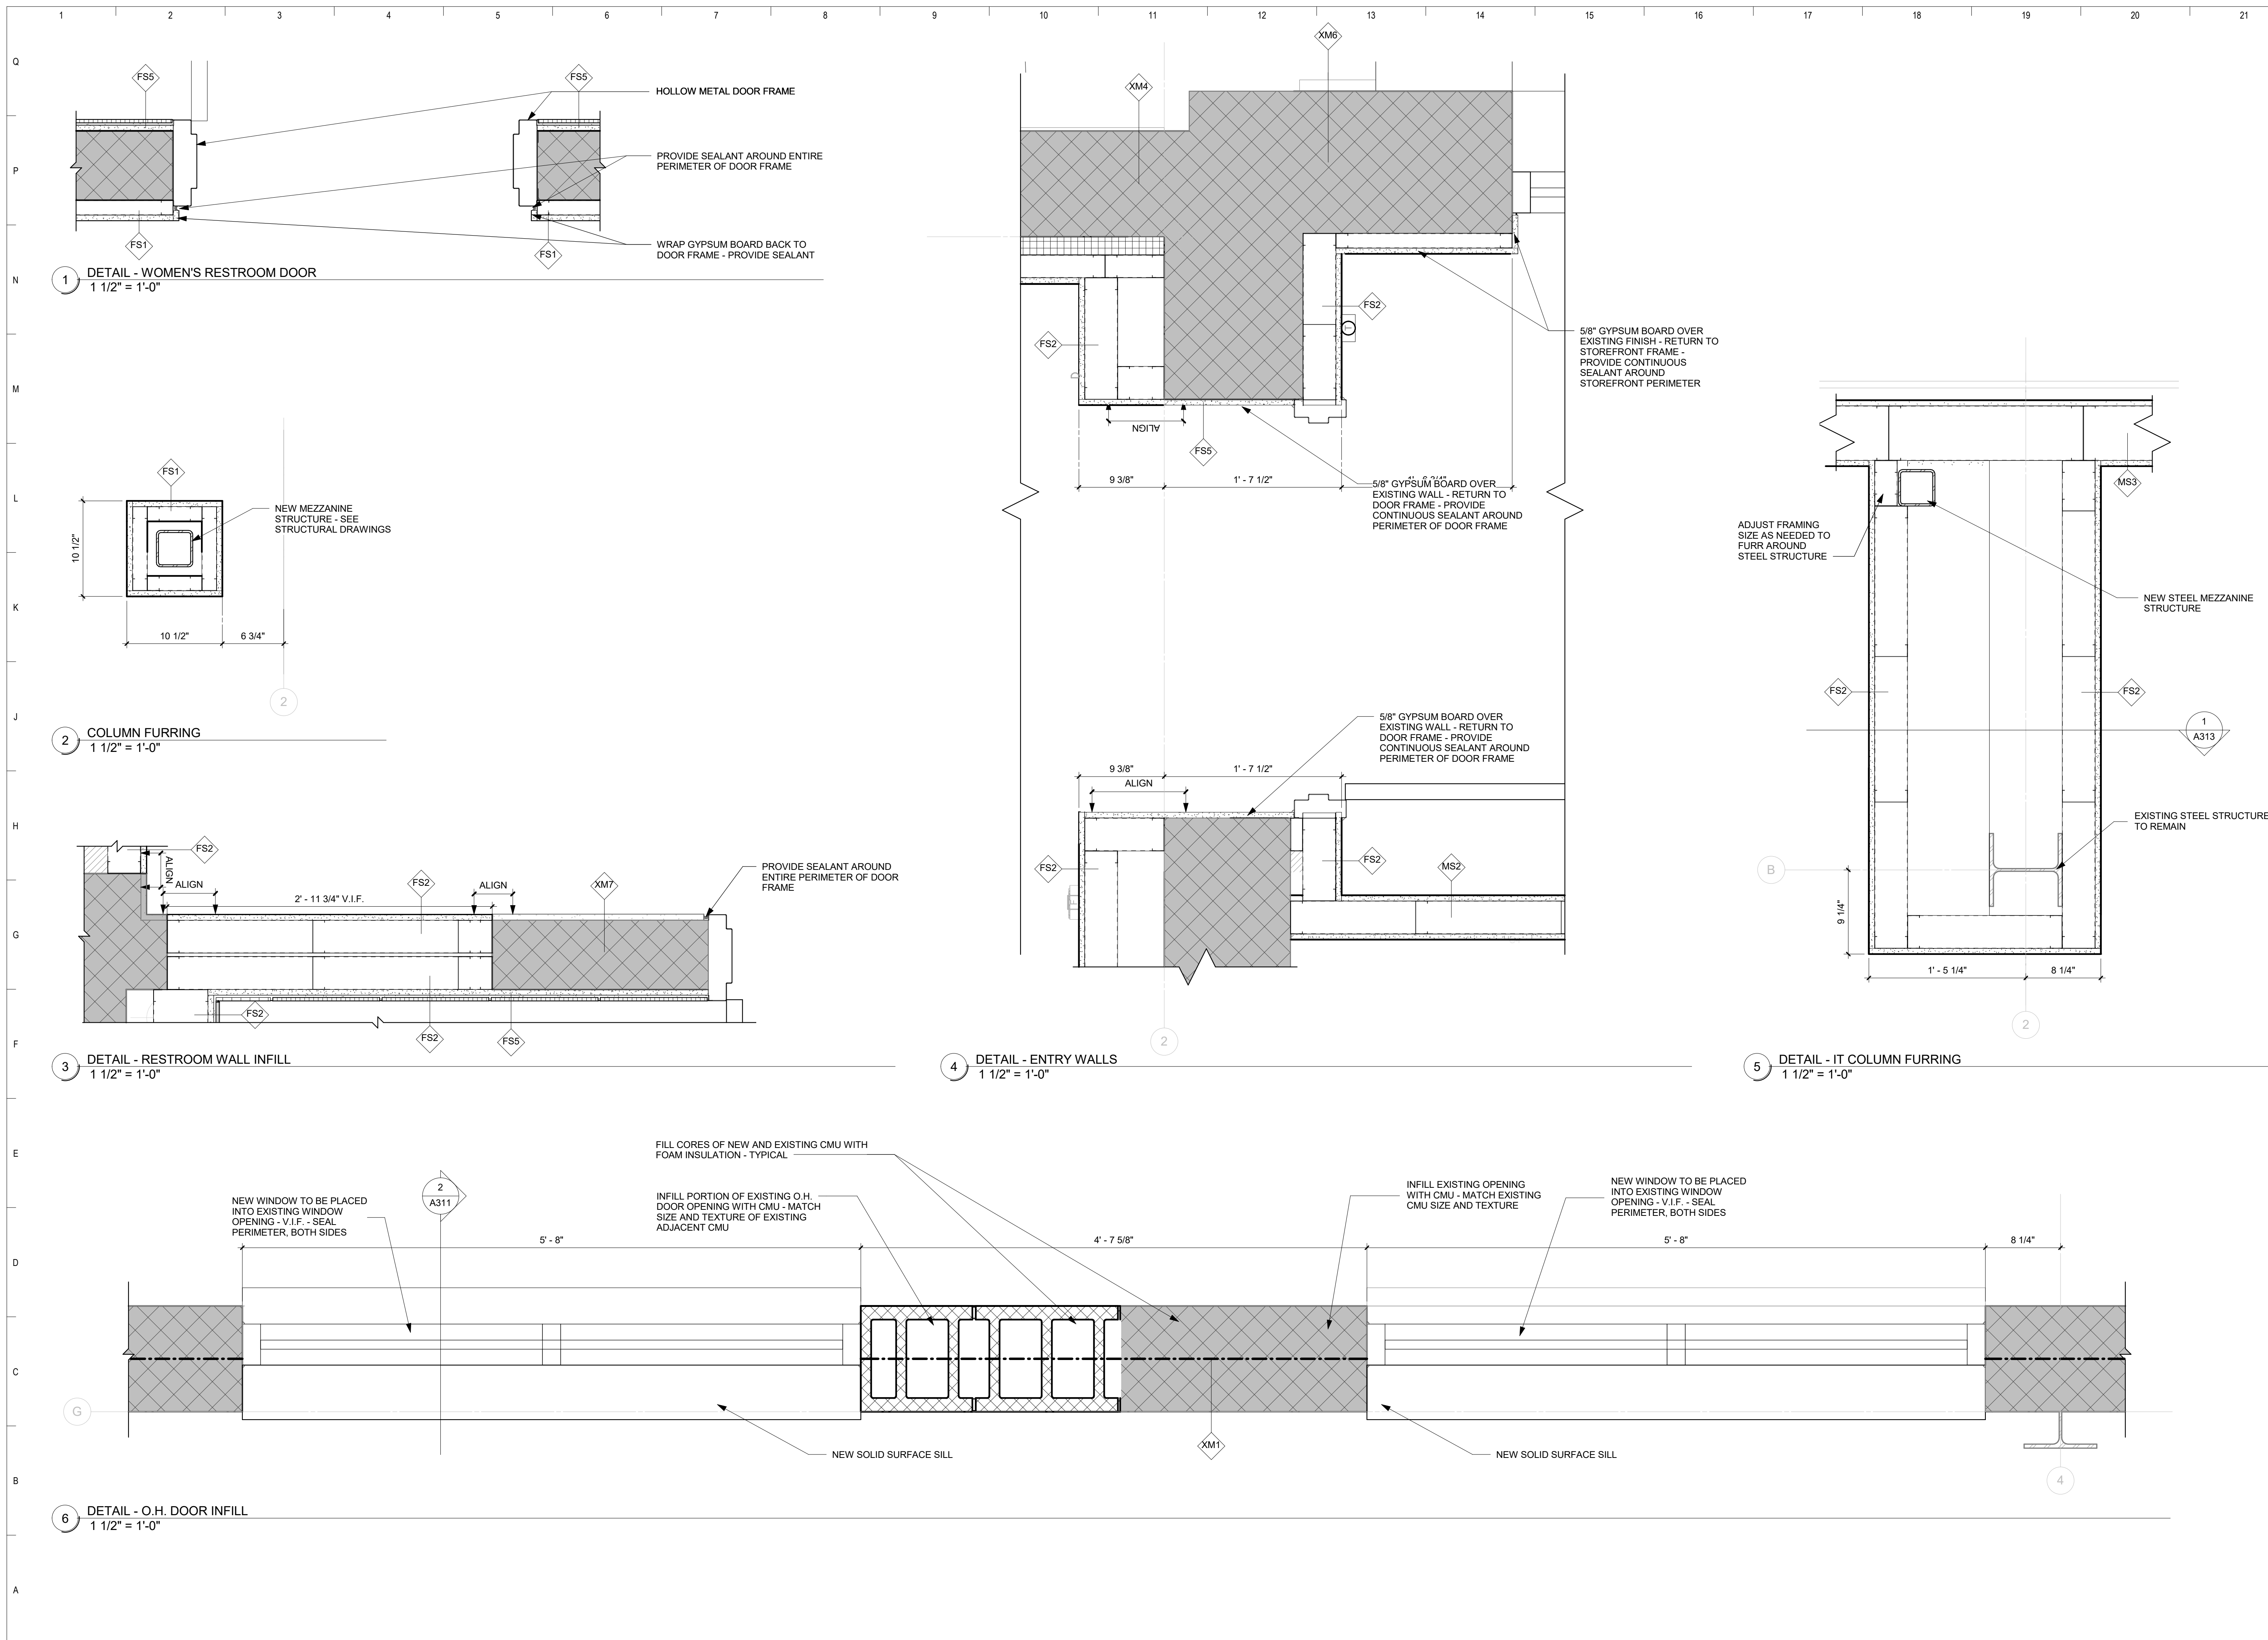 1 2 3 4 5 6 7 8 9 10 11 12 13 14 15 16 17 18 19 20 21
Q
P
N
M
L
K
J
H
G
F
E
D
C
B
A
FS5
FS5
HOLLOW METAL DOOR FRAME
PROVIDE SEALANT AROUND ENTIRE
PERIMETER OF DOOR FRAME
WRAP GYPSUM BOARD BACK TO
DOOR FRAME - PROVIDE SEALANT
FS1
FS1
1
DETAIL - WOMEN'S RESTROOM DOOR
1 1/2" = 1'-0"
FS1
NEW MEZZANINE
STRUCTURE - SEE
STRUCTURAL DRAWINGS
10 1/2"
10 1/2"
6 3/4"
2
2
COLUMN FURRING
1 1/2" = 1'-0"
FS2
ALIGN
ALIGN
FS2
ALIGN
XM7
2' - 11 3/4" V.I.F.
PROVIDE SEALANT AROUND
ENTIRE PERIMETER OF DOOR
FRAME
FS2
FS2
FS5
3
DETAIL - RESTROOM WALL INFILL
1 1/2" = 1'-0"
XM6
XM4
FS2
FS2
T
5/8" GYPSUM BOARD OVER
EXISTING FINISH - RETURN TO
STOREFRONT FRAME -
PROVIDE CONTINUOUS
SEALANT AROUND
STOREFRONT PERIMETER
ALIGN
FS5
9 3/8"
1' - 7 1/2"
5/8" GYPSUM BOARD OVER
EXISTING WALL - RETURN TO
DOOR FRAME - PROVIDE
CONTINUOUS SEALANT AROUND
PERIMETER OF DOOR FRAME
5/8" GYPSUM BOARD OVER
EXISTING WALL - RETURN TO
DOOR FRAME - PROVIDE
CONTINUOUS SEALANT AROUND
PERIMETER OF DOOR FRAME
9 3/8"
1' - 7 1/2"
ALIGN
FS2
FS2
MS2
2
4
DETAIL - ENTRY WALLS
1 1/2" = 1'-0"
MS3
ADJUST FRAMING
SIZE AS NEEDED TO
FURR AROUND
STEEL STRUCTURE
NEW STEEL MEZZANINE
STRUCTURE
FS2
FS2
1
A313
EXISTING STEEL STRUCTURE
TO REMAIN
B
9 1/4"
1' - 5 1/4"
8 1/4"
2
5
DETAIL - IT COLUMN FURRING
1 1/2" = 1'-0"
FILL CORES OF NEW AND EXISTING CMU WITH
FOAM INSULATION - TYPICAL
2
A311
NEW WINDOW TO BE PLACED
INTO EXISTING WINDOW
OPENING - V.I.F. - SEAL
PERIMETER, BOTH SIDES
INFILL PORTION OF EXISTING O.H.
DOOR OPENING WITH CMU - MATCH
SIZE AND TEXTURE OF EXISTING
ADJACENT CMU
INFILL EXISTING OPENING
WITH CMU - MATCH EXISTING
CMU SIZE AND TEXTURE
NEW WINDOW TO BE PLACED
INTO EXISTING WINDOW
OPENING - V.I.F. - SEAL
PERIMETER, BOTH SIDES
5' - 8"
4' - 7 5/8"
5' - 8"
8 1/4"
G
NEW SOLID SURFACE SILL
XM1
NEW SOLID SURFACE SILL
4
6
DETAIL - O.H. DOOR INFILL
1 1/2" = 1'-0"